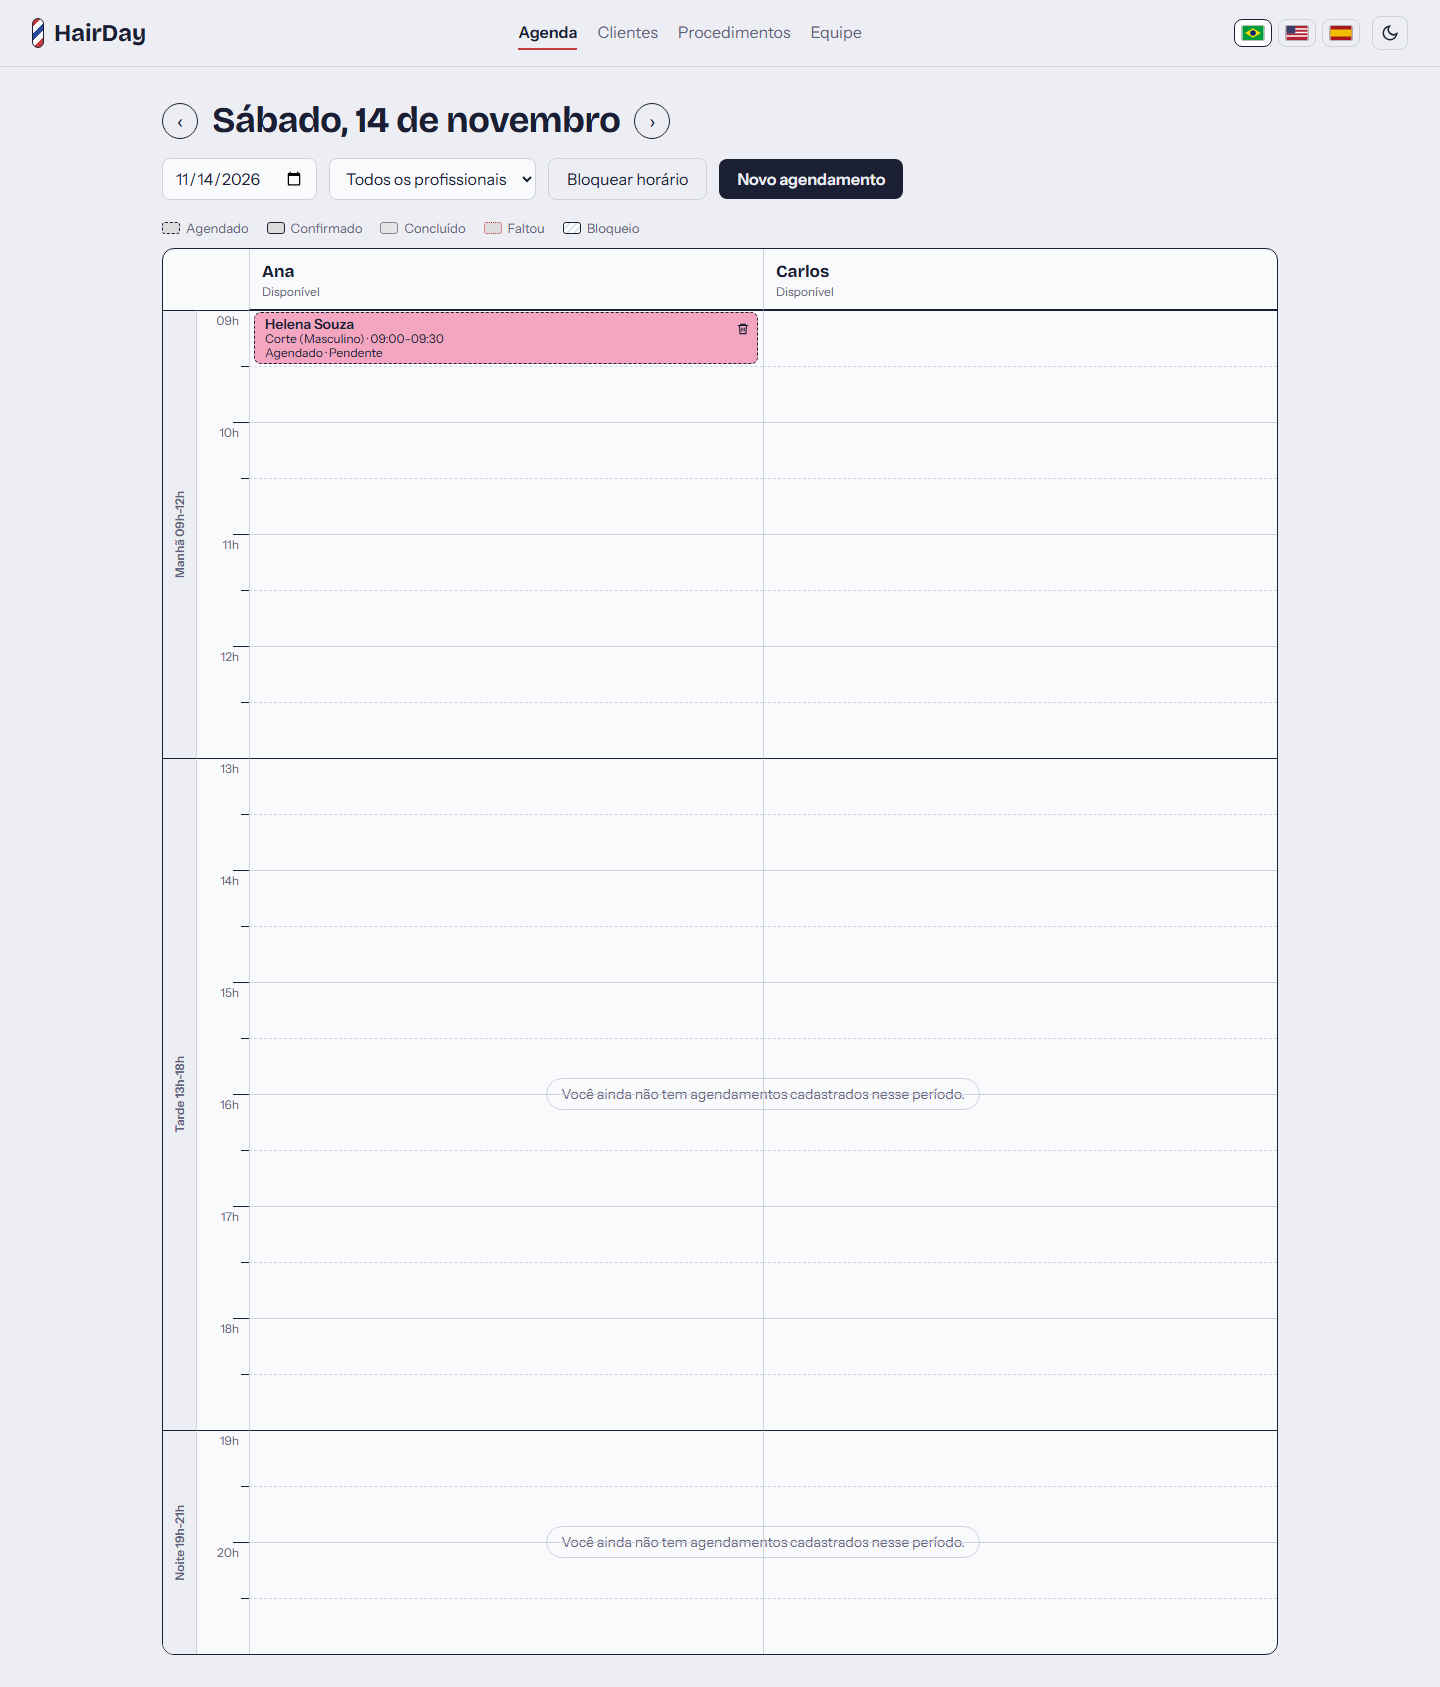 HairDay
Agenda Clientes Procedimentos Equipe
‹ Sábado, 14 de novembro ›
11/14/2026 Todos os profissionais Bloquear horário Novo agendamento
Agendado Confirmado Concluído Faltou Bloqueio
Ana Carlos
Disponível Disponível
09h
Helena Souza
Corte (Masculino) · 09:00–09:30
Agendado · Pendente
10h
Manhã 09h-12h
11h
12h
13h
14h
15h
Tarde 13h-18h
Você ainda não tem agendamentos cadastrados nesse período.
16h
17h
18h
19h
Noite 19h-21h
Você ainda não tem agendamentos cadastrados nesse período.
20h